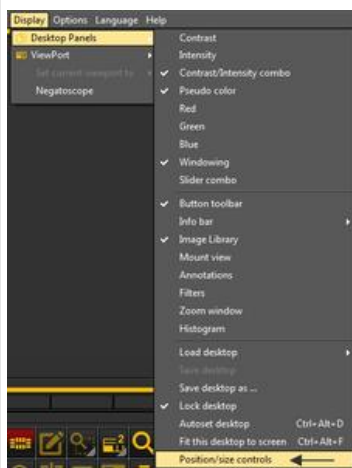 Display Options Language Help
Desktop Panels
ViewPort
Set current viewport to
Negatoscope
Contrast
Intensity
Contrast/Intensity combo
Pseudo color
Red
Green
Blue
Windowing
Slider combo
Button toolbar
Info bar
Image Library
Mount view
Annotations
Filters
Zoom window
Histogram
Load desktop
Save desktop
Save desktop as ...
Lock desktop
Autoset desktop Ctrl+Alt+D
Fit this desktop to screen Ctrl+Alt+F
Position/size controls